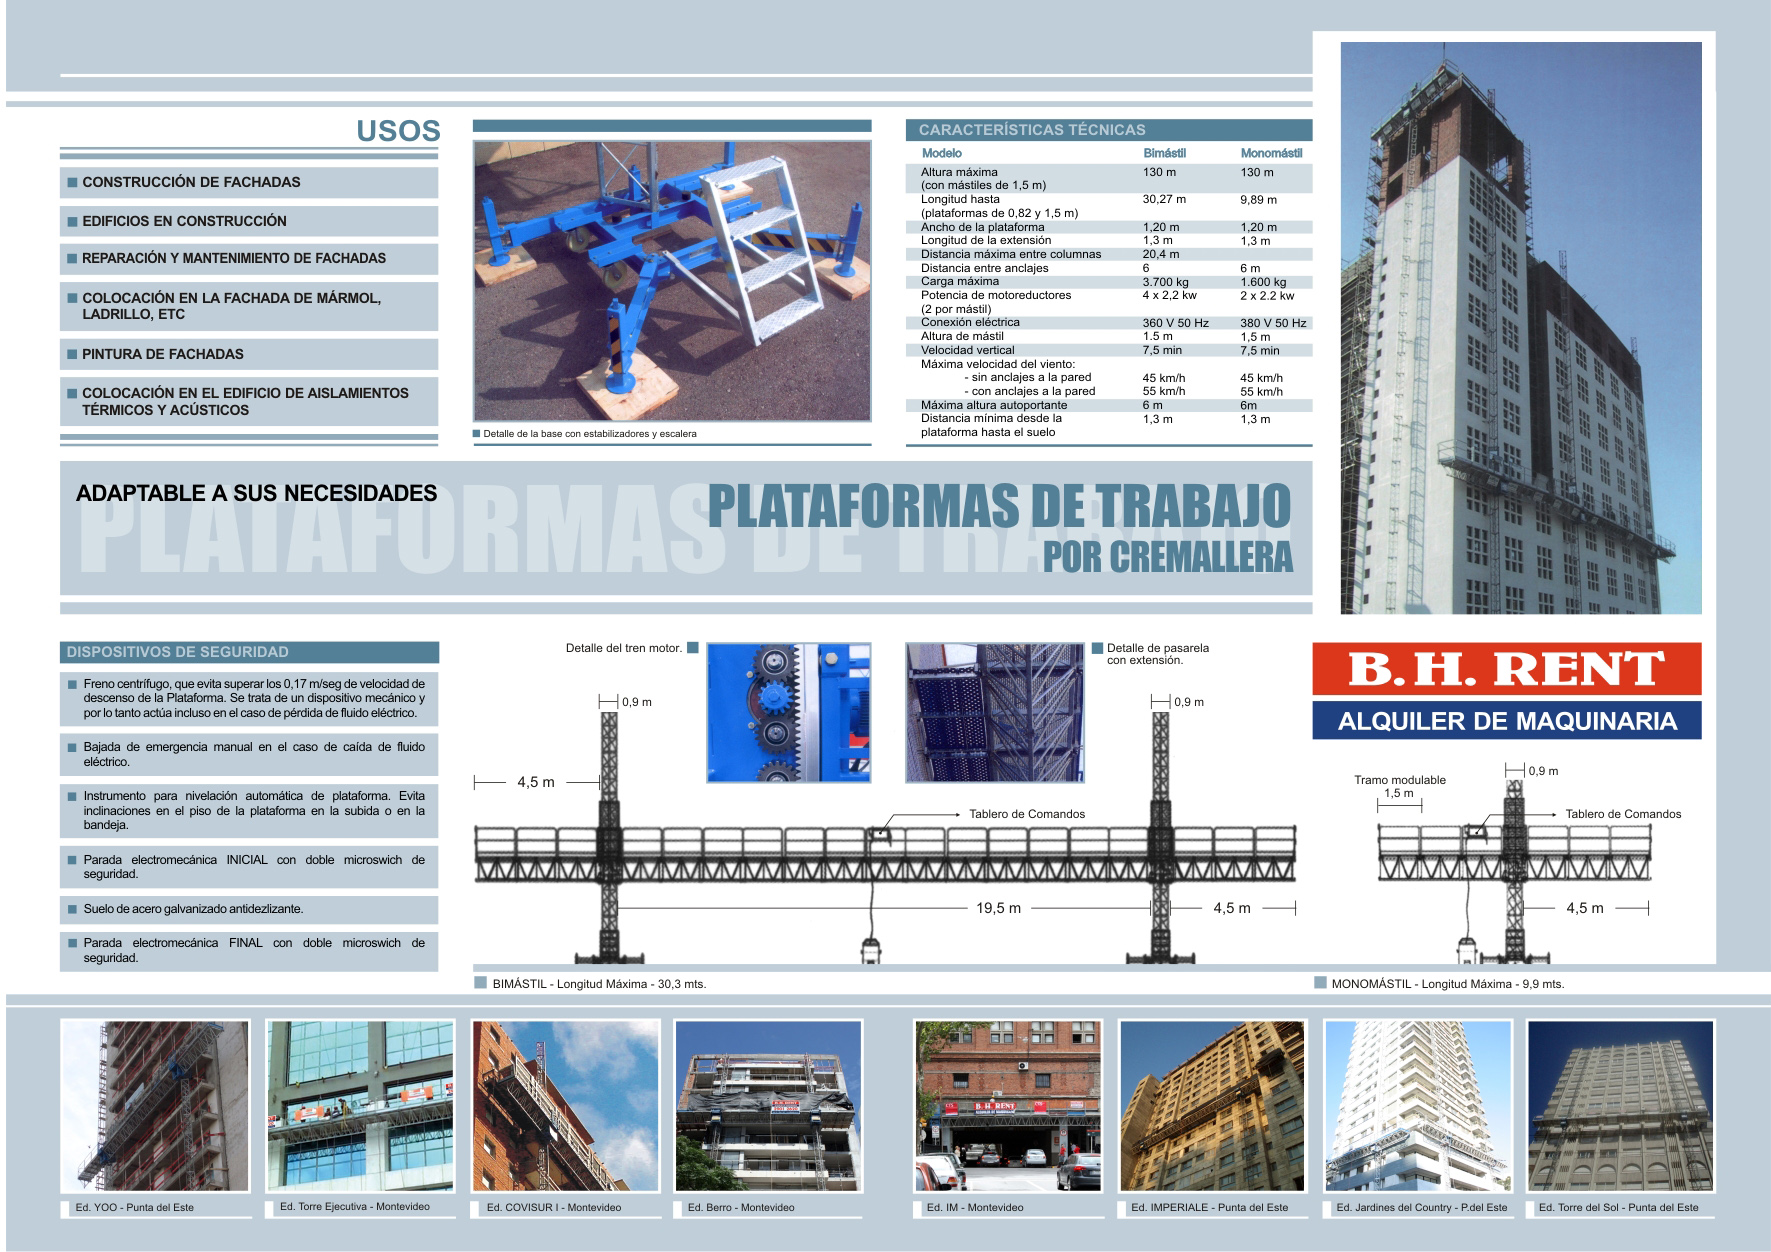 USOS
CONSTRUCCIÓN DE FACHADAS
EDIFICIOS EN CONSTRUCCIÓN
REPARACIÓN Y MANTENIMIENTO DE FACHADAS
COLOCACIÓN EN LA FACHADA DE MÁRMOL,
LADRILLO, ETC
PINTURA DE FACHADAS
COLOCACIÓN EN EL EDIFICIO DE AISLAMIENTOS
TÉRMICOS Y ACÚSTICOS
Detalle de la base con estabilizadores y escalera
CARACTERÍSTICAS TÉCNICAS
Modelo Bimástil Monomástil
Altura máxima 130 m 130 m
(con mástiles de 1,5 m)
Longitud hasta 30,27 m 9,89 m
(plataformas de 0,82 y 1,5 m)
Ancho de la plataforma 1,20 m 1,20 m
Longitud de la extensión 1,3 m 1,3 m
Distancia máxima entre columnas 20,4 m
Distancia entre anclajes 6 6 m
Carga máxima 3.700 kg 1.600 kg
Potencia de motoreductores 4 x 2,2 kw 2 x 2.2 kw
(2 por mástil)
Conexión eléctrica 360 V 50 Hz 380 V 50 Hz
Altura de mástil 1.5 m 1,5 m
Velocidad vertical 7,5 min 7,5 min
Máxima velocidad del viento:
- sin anclajes a la pared 45 km/h 45 km/h
- con anclajes a la pared 55 km/h 55 km/h
Máxima altura autoportante 6 m 6m
Distancia mínima desde la 1,3 m 1,3 m
plataforma hasta el suelo
ADAPTABLE A SUS NECESIDADES
PLATAFORMAS DE TRABAJO
PLATAFORMAS DE TRABAJO
POR CREMALLERA
DISPOSITIVOS DE SEGURIDAD
Freno centrífugo, que evita superar los 0,17 m/seg de velocidad de
descenso de la Plataforma. Se trata de un dispositivo mecánico y
por lo tanto actúa incluso en el caso de pérdida de fluido eléctrico.
Bajada de emergencia manual en el caso de caída de fluido
eléctrico.
Instrumento para nivelación automática de plataforma. Evita
inclinaciones en el piso de la plataforma en la subida o en la
bandeja.
Parada electromecánica INICIAL con doble microswich de
seguridad.
Suelo de acero galvanizado antidezlizante.
Parada electromecánica FINAL con doble microswich de
seguridad.
Detalle del tren motor.
Detalle de pasarela
con extensión.
0,9 m
0,9 m
4,5 m
Tablero de Comandos
19,5 m
4,5 m
BIMÁSTIL - Longitud Máxima - 30,3 mts.
B.H. RENT
ALQUILER DE MAQUINARIA
0,9 m
Tramo modulable
1,5 m
Tablero de Comandos
4,5 m
MONOMÁSTIL - Longitud Máxima - 9,9 mts.
B.H. RENT
B. H. RENT
ALQUILER DE MAQUINARIA
Ed. YOO - Punta del Este
Ed. Torre Ejecutiva - Montevideo
Ed. COVISUR I - Montevideo
Ed. Berro - Montevideo
Ed. IM - Montevideo
Ed. IMPERIALE - Punta del Este
Ed. Jardines del Country - P.del Este
Ed. Torre del Sol - Punta del Este